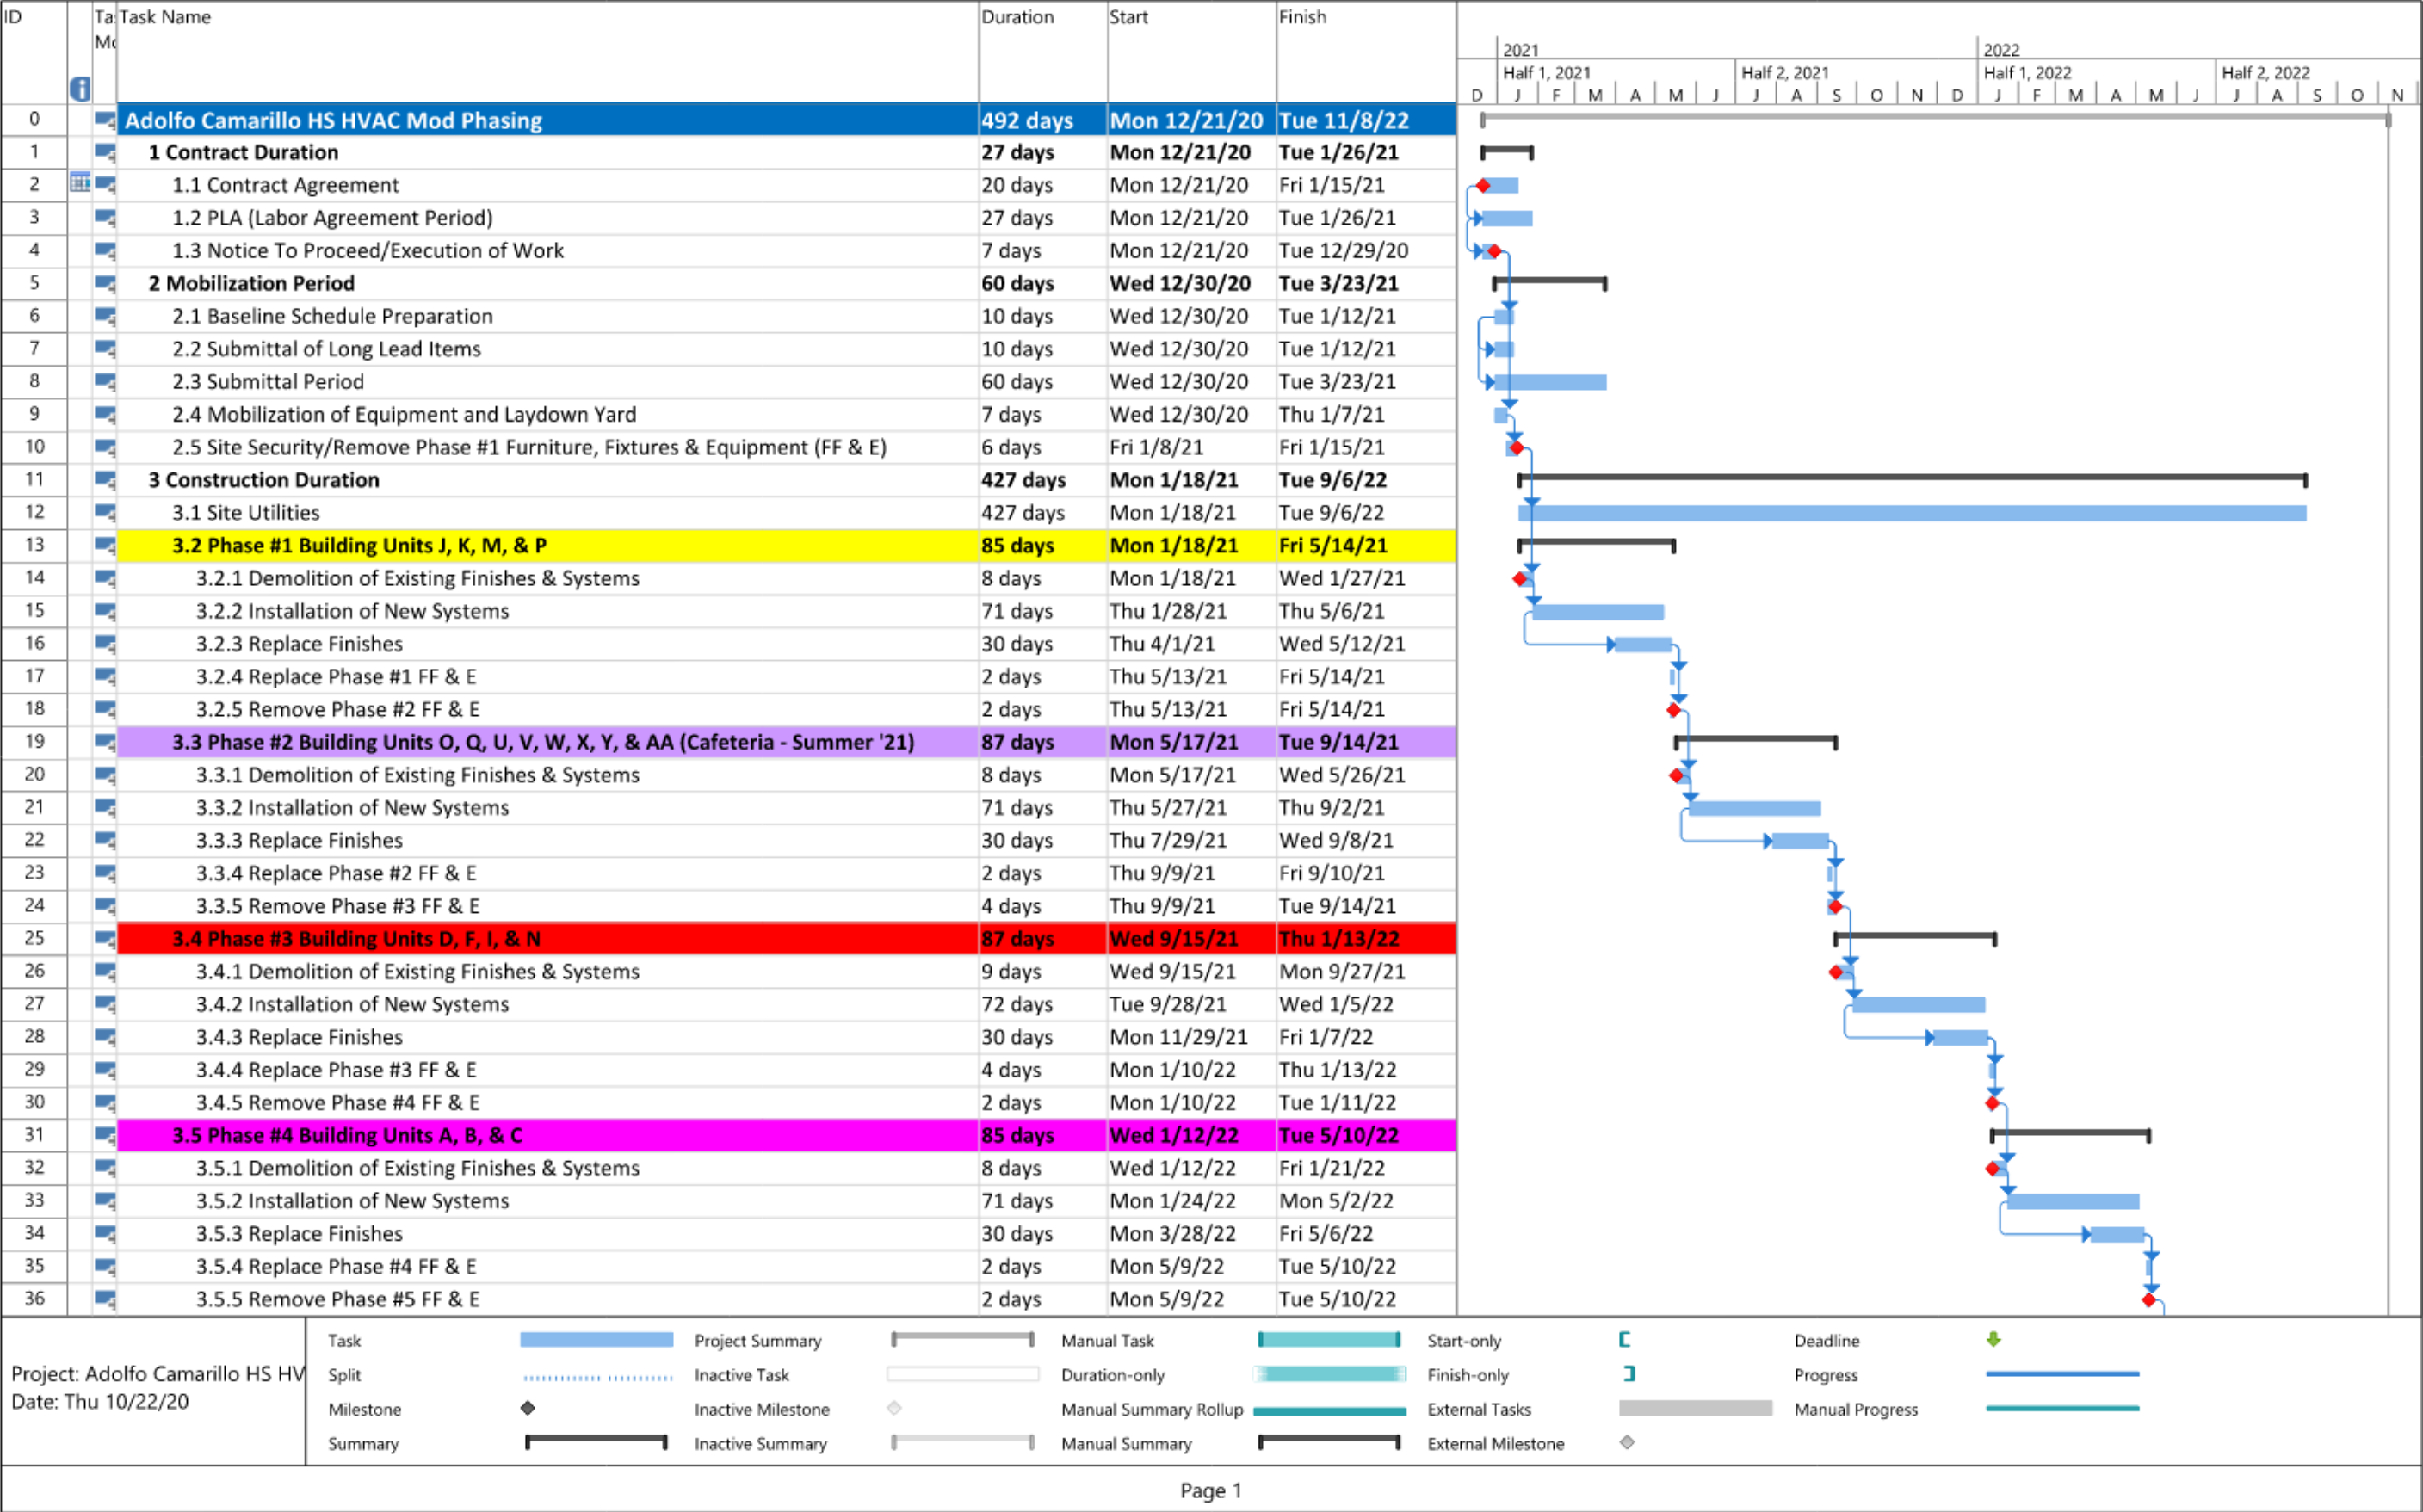 ID Ta: Task Name Duration Start Finish
Mc
2021 2022
Half 1, 2021 Half 2, 2021 Half 1, 2022 Half 2, 2022
D J F M A M J J A S O N D J F M A M J J A S O N
0 Adolfo Camarillo HS HVAC Mod Phasing 492 days Mon 12/21/20 Tue 11/8/22
1 1 Contract Duration 27 days Mon 12/21/20 Tue 1/26/21
2 1.1 Contract Agreement 20 days Mon 12/21/20 Fri 1/15/21
3 1.2 PLA (Labor Agreement Period) 27 days Mon 12/21/20 Tue 1/26/21
4 1.3 Notice To Proceed/Execution of Work 7 days Mon 12/21/20 Tue 12/29/20
5 2 Mobilization Period 60 days Wed 12/30/20 Tue 3/23/21
6 2.1 Baseline Schedule Preparation 10 days Wed 12/30/20 Tue 1/12/21
7 2.2 Submittal of Long Lead Items 10 days Wed 12/30/20 Tue 1/12/21
8 2.3 Submittal Period 60 days Wed 12/30/20 Tue 3/23/21
9 2.4 Mobilization of Equipment and Laydown Yard 7 days Wed 12/30/20 Thu 1/7/21
10 2.5 Site Security/Remove Phase #1 Furniture, Fixtures & Equipment (FF & E) 6 days Fri 1/8/21 Fri 1/15/21
11 3 Construction Duration 427 days Mon 1/18/21 Tue 9/6/22
12 3.1 Site Utilities 427 days Mon 1/18/21 Tue 9/6/22
13 3.2 Phase #1 Building Units J, K, M, & P 85 days Mon 1/18/21 Fri 5/14/21
14 3.2.1 Demolition of Existing Finishes & Systems 8 days Mon 1/18/21 Wed 1/27/21
15 3.2.2 Installation of New Systems 71 days Thu 1/28/21 Thu 5/6/21
16 3.2.3 Replace Finishes 30 days Thu 4/1/21 Wed 5/12/21
17 3.2.4 Replace Phase #1 FF & E 2 days Thu 5/13/21 Fri 5/14/21
18 3.2.5 Remove Phase #2 FF & E 2 days Thu 5/13/21 Fri 5/14/21
19 3.3 Phase #2 Building Units O, Q, U, V, W, X, Y, & AA (Cafeteria - Summer '21) 87 days Mon 5/17/21 Tue 9/14/21
20 3.3.1 Demolition of Existing Finishes & Systems 8 days Mon 5/17/21 Wed 5/26/21
21 3.3.2 Installation of New Systems 71 days Thu 5/27/21 Thu 9/2/21
22 3.3.3 Replace Finishes 30 days Thu 7/29/21 Wed 9/8/21
23 3.3.4 Replace Phase #2 FF & E 2 days Thu 9/9/21 Fri 9/10/21
24 3.3.5 Remove Phase #3 FF & E 4 days Thu 9/9/21 Tue 9/14/21
25 3.4 Phase #3 Building Units D, F, I, & N 87 days Wed 9/15/21 Thu 1/13/22
26 3.4.1 Demolition of Existing Finishes & Systems 9 days Wed 9/15/21 Mon 9/27/21
27 3.4.2 Installation of New Systems 72 days Tue 9/28/21 Wed 1/5/22
28 3.4.3 Replace Finishes 30 days Mon 11/29/21 Fri 1/7/22
29 3.4.4 Replace Phase #3 FF & E 4 days Mon 1/10/22 Thu 1/13/22
30 3.4.5 Remove Phase #4 FF & E 2 days Mon 1/10/22 Tue 1/11/22
31 3.5 Phase #4 Building Units A, B, & C 85 days Wed 1/12/22 Tue 5/10/22
32 3.5.1 Demolition of Existing Finishes & Systems 8 days Wed 1/12/22 Fri 1/21/22
33 3.5.2 Installation of New Systems 71 days Mon 1/24/22 Mon 5/2/22
34 3.5.3 Replace Finishes 30 days Mon 3/28/22 Fri 5/6/22
35 3.5.4 Replace Phase #4 FF & E 2 days Mon 5/9/22 Tue 5/10/22
36 3.5.5 Remove Phase #5 FF & E 2 days Mon 5/9/22 Tue 5/10/22
Project: Adolfo Camarillo HS HV
Date: Thu 10/22/20
Task Project Summary Manual Task Start-only Deadline
Split Inactive Task Duration-only Finish-only Progress
Milestone Inactive Milestone Manual Summary Rollup External Tasks Manual Progress
Summary Inactive Summary Manual Summary External Milestone
Page 1